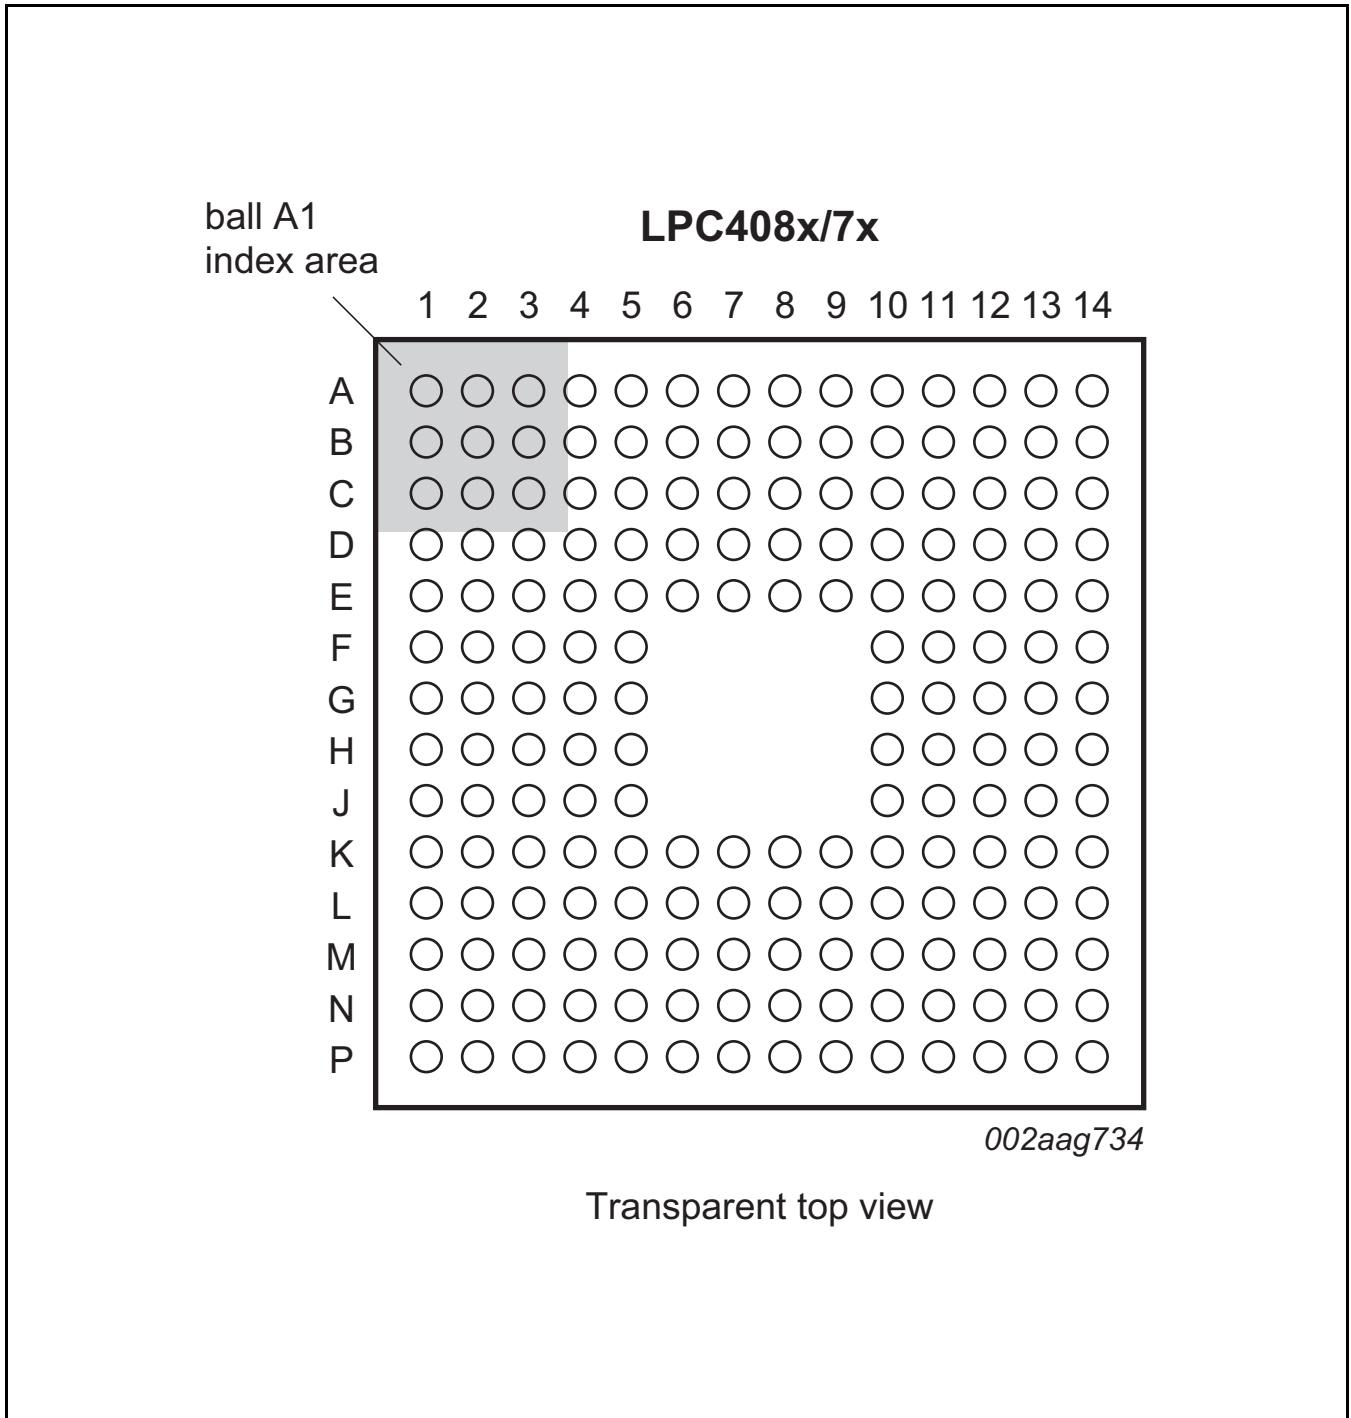 ball A1
index area
LPC408x/7x
1 2 3 4 5 6 7 8 9 10 11 12 13 14
A
B
C
D
E
F
G
H
J
K
L
M
N
P
002aag734
Transparent top view